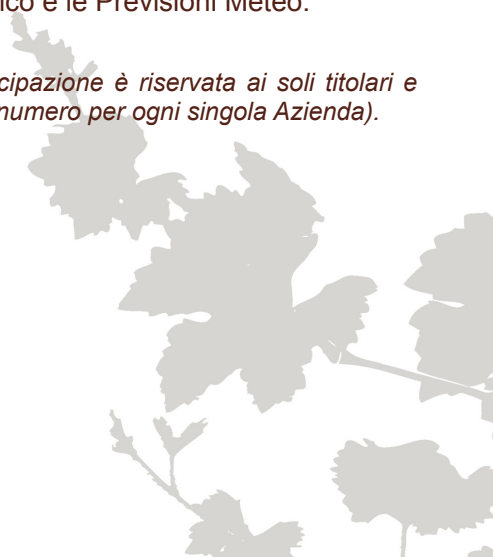 ico e le Previsioni Meteo.
cipazione è riservata ai soli titolari e
numero per ogni singola Azienda).